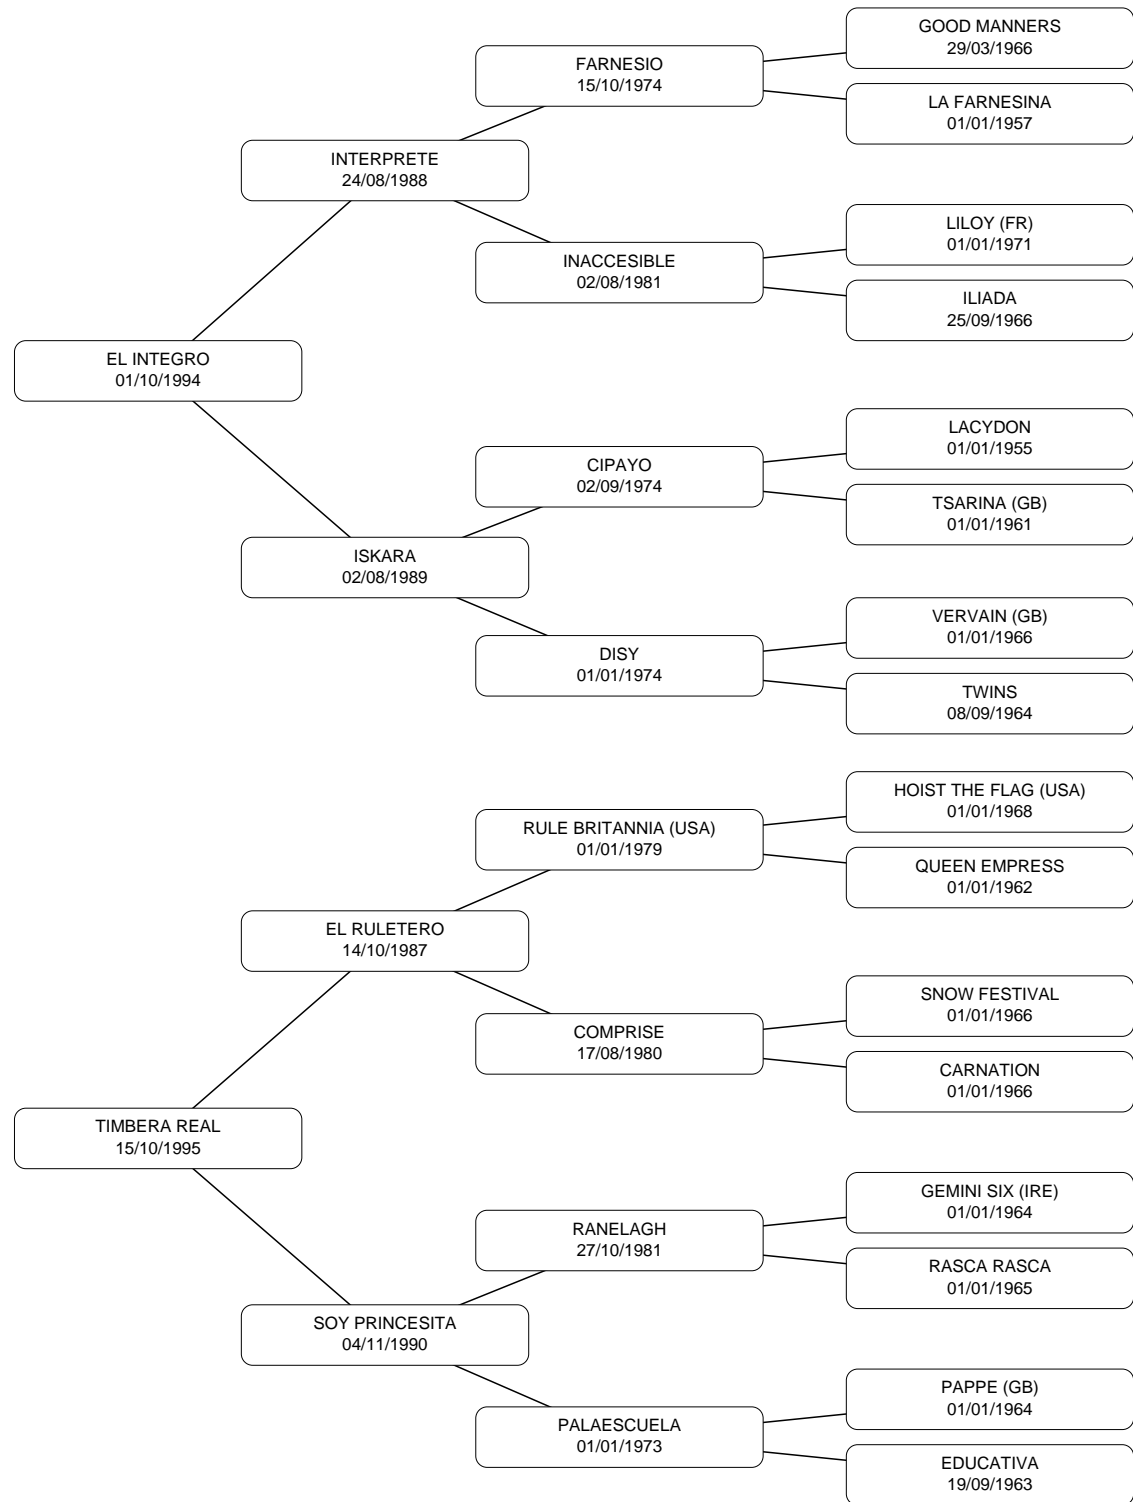 GOOD MANNERS
29/03/1966
FARNESIO
15/10/1974
LA FARNESINA
01/01/1957
INTERPRETE
24/08/1988
LILOY (FR)
01/01/1971
INACCESIBLE
02/08/1981
ILIADA
25/09/1966
EL INTEGRO
01/10/1994
LACYDON
01/01/1955
CIPAYO
02/09/1974
TSARINA (GB)
01/01/1961
ISKARA
02/08/1989
VERVAIN (GB)
01/01/1966
DISY
01/01/1974
TWINS
08/09/1964
HOIST THE FLAG (USA)
01/01/1968
RULE BRITANNIA (USA)
01/01/1979
QUEEN EMPRESS
01/01/1962
EL RULETERO
14/10/1987
SNOW FESTIVAL
01/01/1966
COMPRISE
17/08/1980
CARNATION
01/01/1966
TIMBERA REAL
15/10/1995
GEMINI SIX (IRE)
01/01/1964
RANELAGH
27/10/1981
RASCA RASCA
01/01/1965
SOY PRINCESITA
04/11/1990
PAPPE (GB)
01/01/1964
PALAESCUELA
01/01/1973
EDUCATIVA
19/09/1963